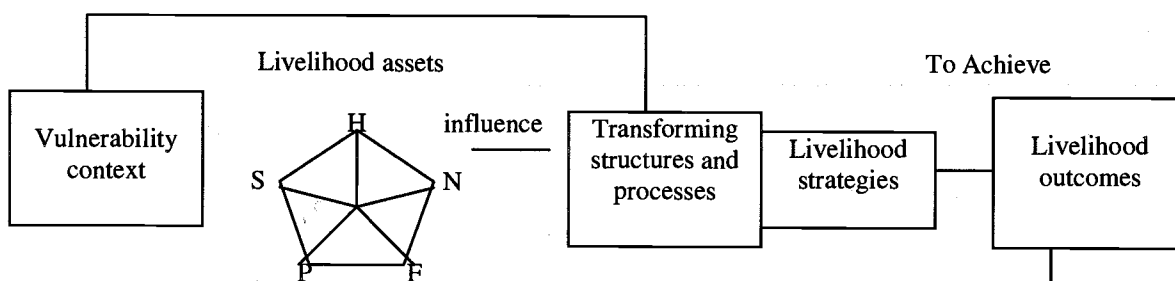 Livelihood assets
To Achieve
Vulnerability
context
H
S
N
P
F
influence
Transforming
structures and
processes
Livelihood
strategies
Livelihood
outcomes